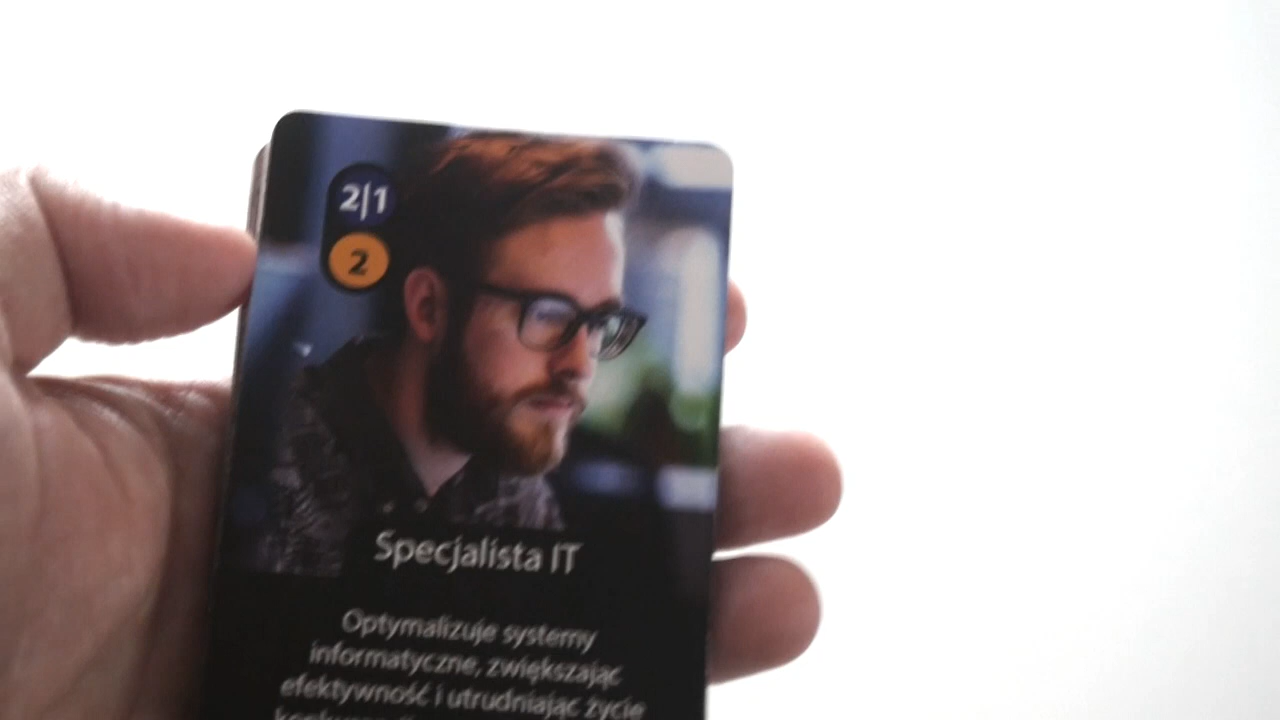 2|1
2
Specjalista IT
Optymalizuje systemy
informatyczne, zwiększając
efektywność i utrudniając życie